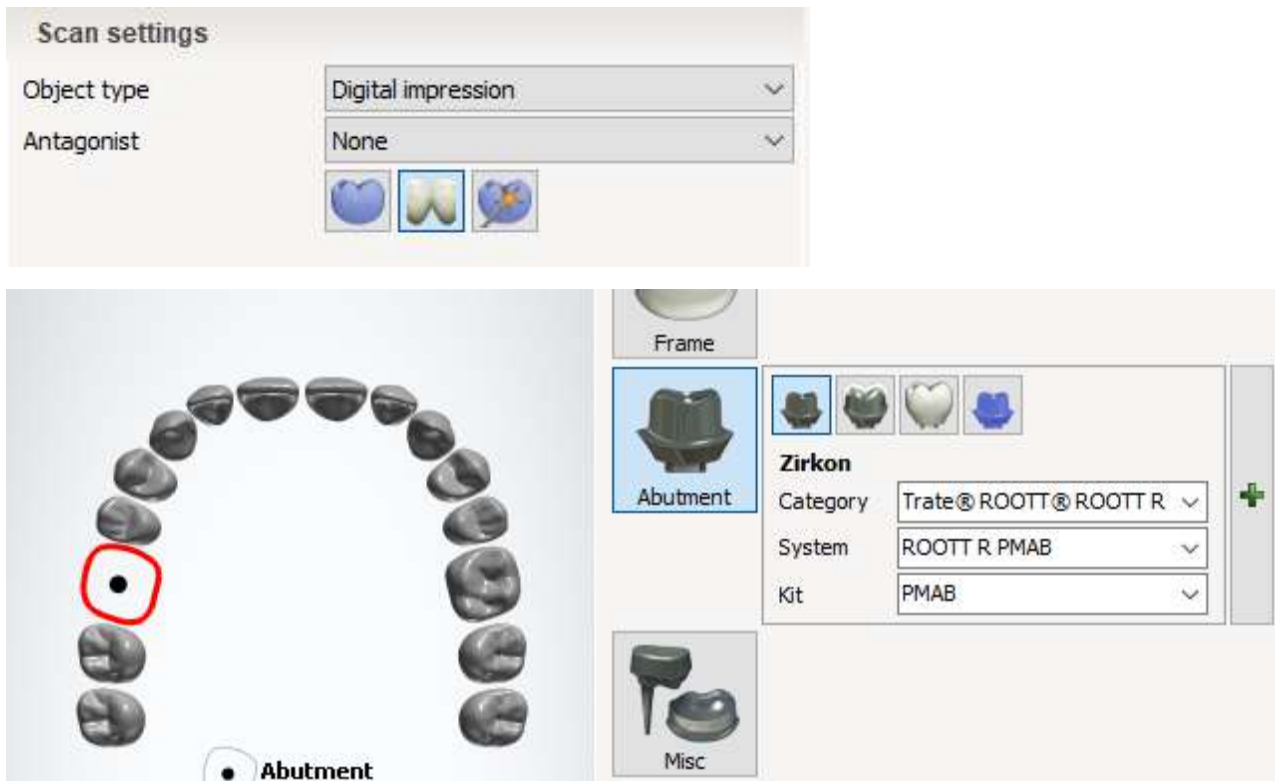 Scan settings
Object type Digital impression
Antagonist None
Frame
Abutment
Zirkon
Category Trate® ROOTT® ROOTT R
System ROOTT R PMAB
Kit PMAB
Misc
Abutment